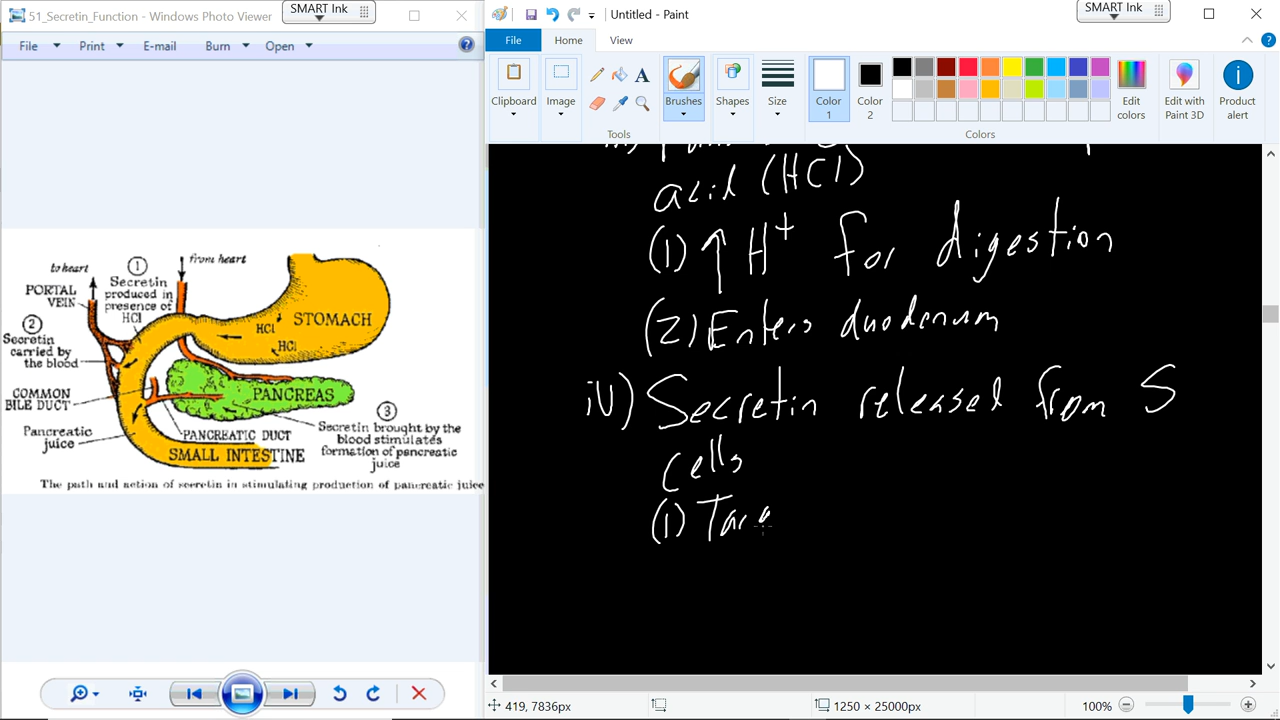 51_Secretin_Function - Windows Photo Viewer
SMART Ink
File Print E-mail Burn Open
to heart
from heart
1
PORTAL VEIN
Secretin produced in presence of HCl
2
Secretin carried by the blood
HCl
HCl
STOMACH
COMMON BILE DUCT
PANCREAS
3
Pancreatic juice
PANCREATIC DUCT
Secretin brought by the blood stimulates formation of pancreatic juice
SMALL INTESTINE
The path and action of secretin in stimulating production of pancreatic juice
Untitled - Paint
SMART Ink
File Home View
Clipboard
Image
Tools
Brushes
Shapes
Size
Color 1
Color 2
Edit colors
Edit with Paint 3D
Product alert
Colors
acid (HCl)
(1) ↑ H+ for digestion
(2) Enters duodenum
iv) Secretin released from S
cells
(1)
419, 7836px
1250 × 25000px
100%